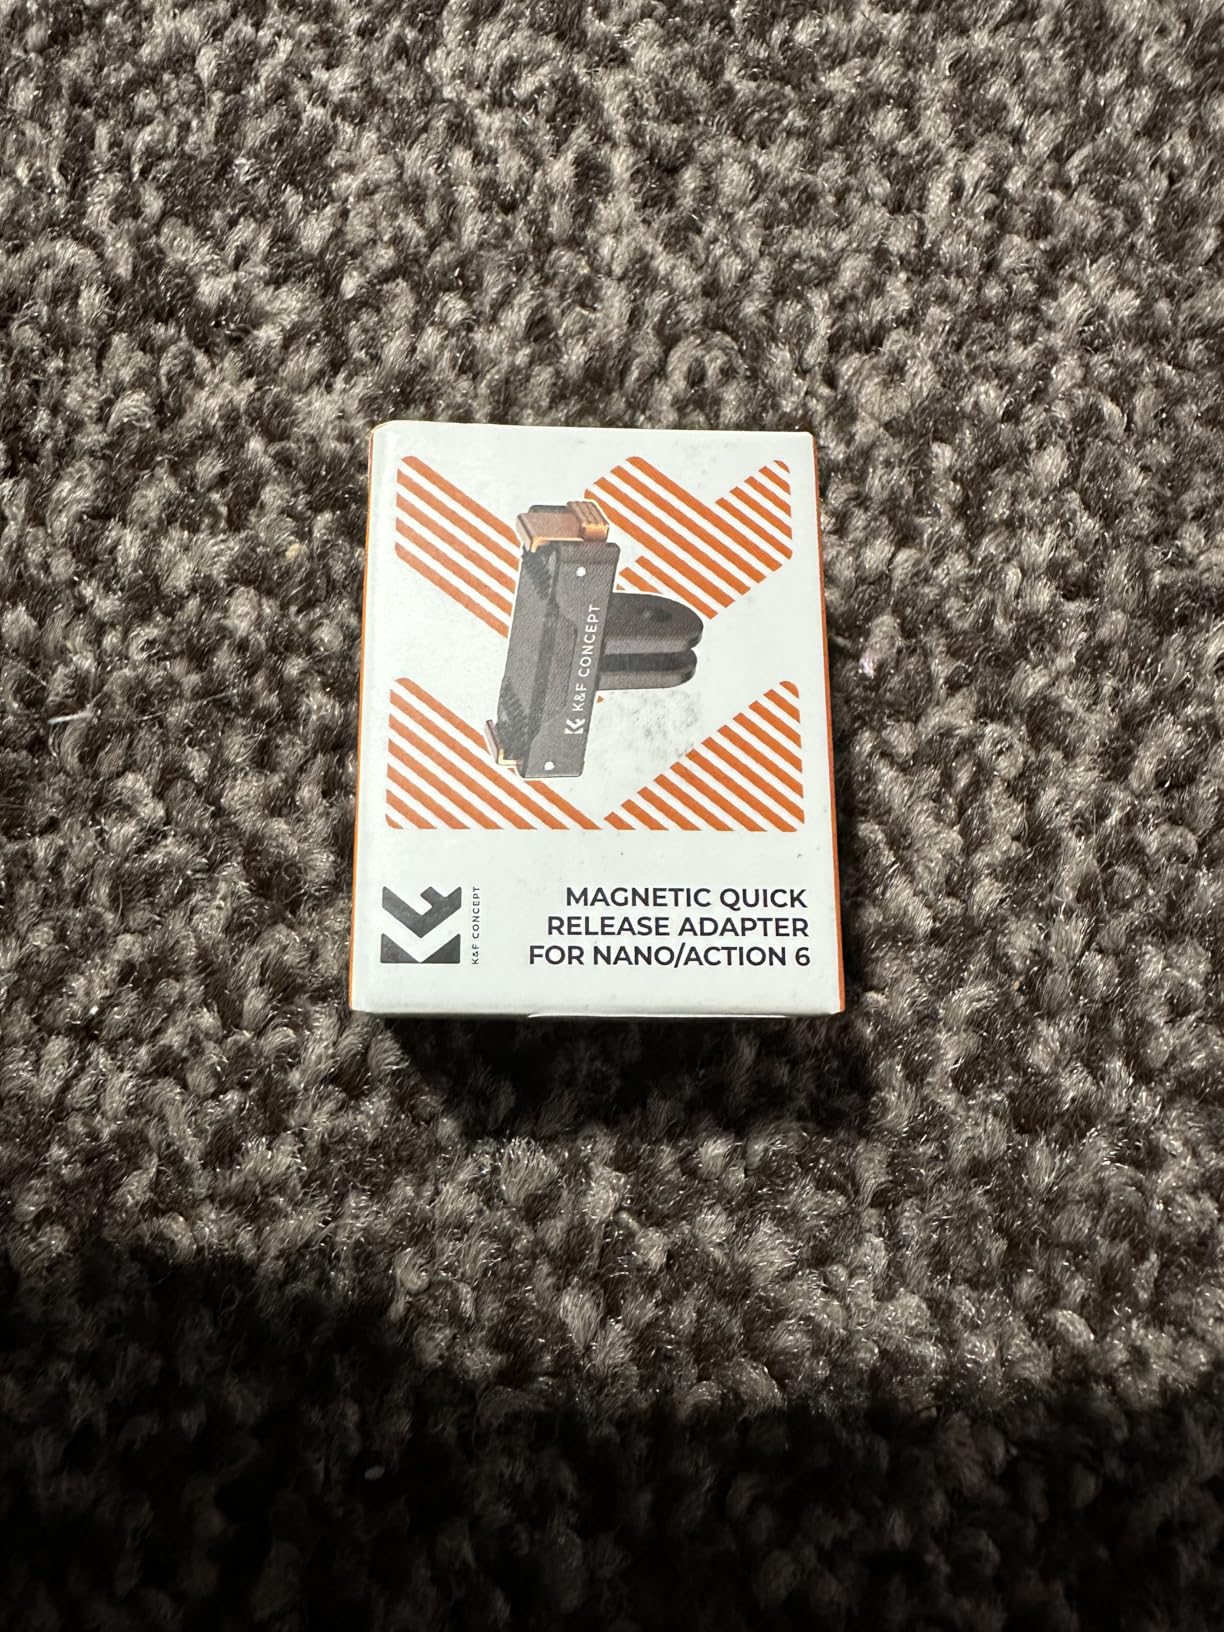 K&F CONCEPT
K&F CONCEPT
MAGNETIC QUICK
RELEASE ADAPTER
FOR NANO/ACTION 6